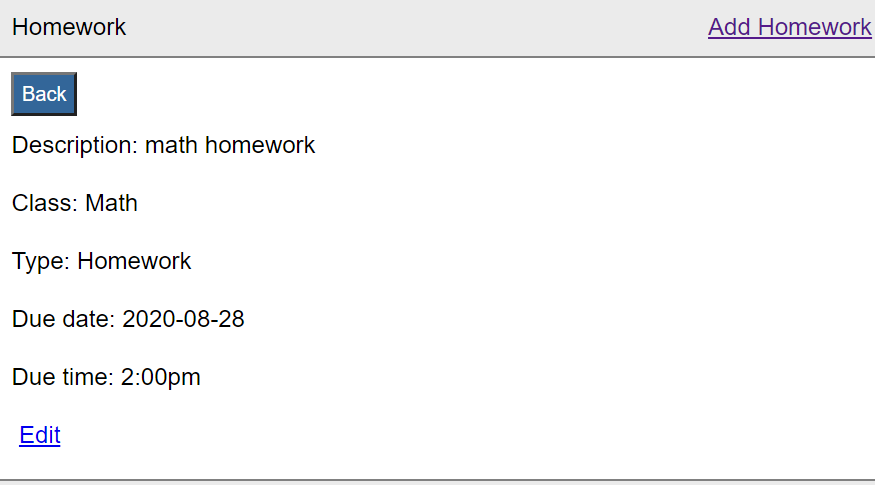 Homework Add Homework
Back
Description: math homework
Class: Math
Type: Homework
Due date: 2020-08-28
Due time: 2:00pm
Edit